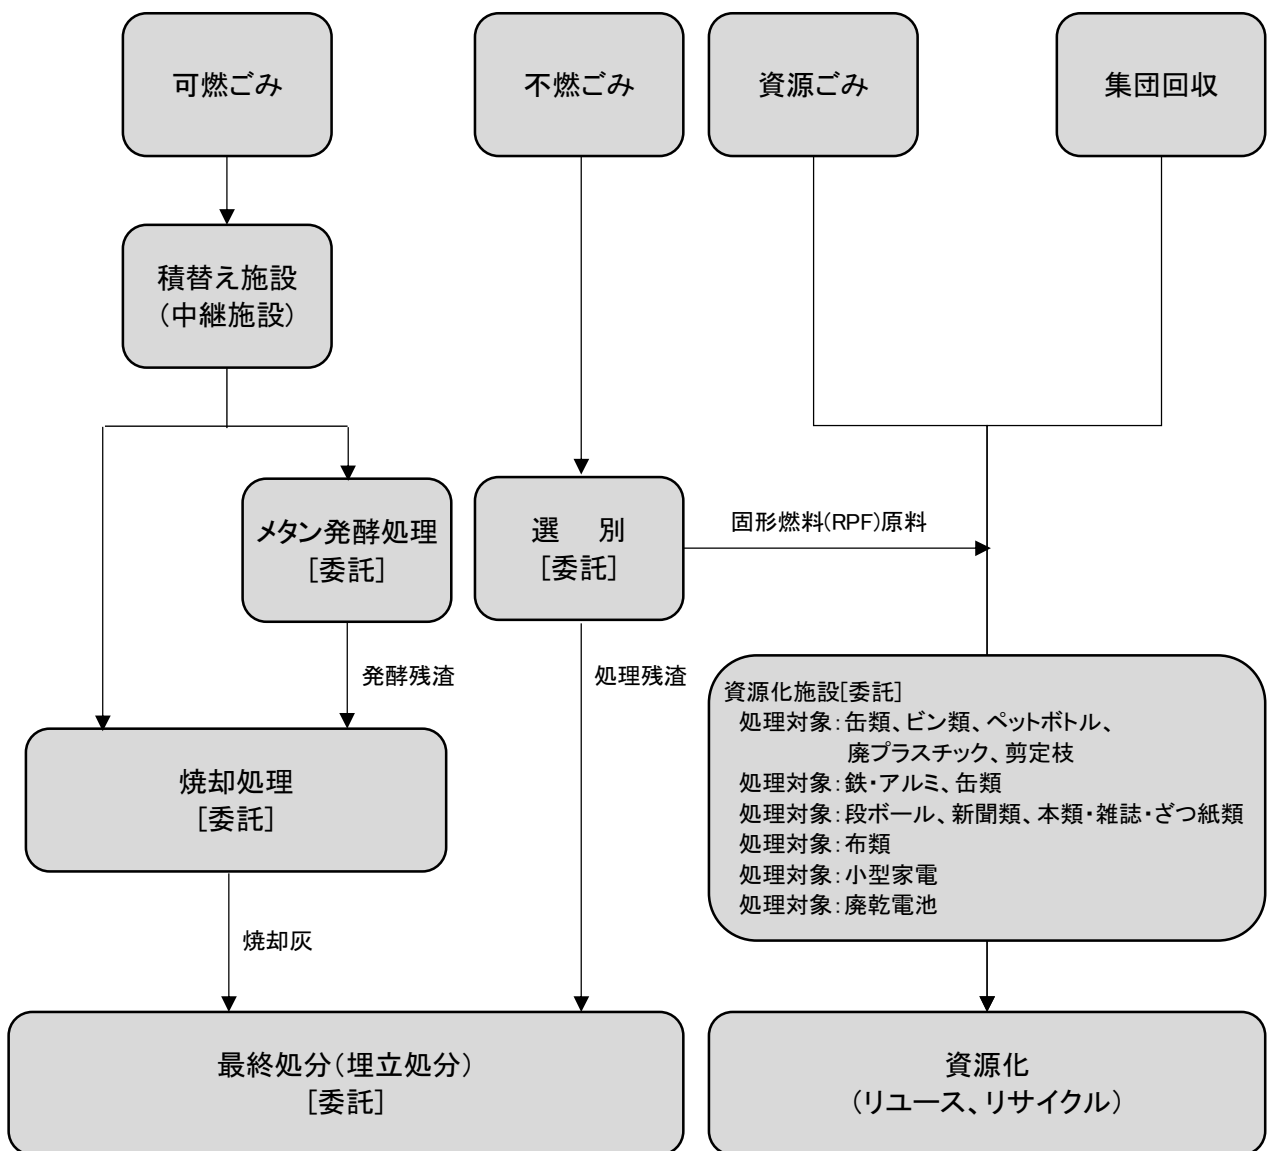 可燃ごみ
不燃ごみ
資源ごみ
集団回収
積替え施設
(中継施設)
メタン発酵処理
[委託]
選　別
[委託]
固形燃料(RPF)原料
発酵残渣
処理残渣
資源化施設[委託]
処理対象:缶類、ビン類、ペットボトル、
廃プラスチック、剪定枝
処理対象:鉄・アルミ、缶類
処理対象:段ボール、新聞類、本類・雑誌・ざつ紙類
処理対象:布類
処理対象:小型家電
処理対象:廃乾電池
焼却処理
[委託]
焼却灰
最終処分(埋立処分)
[委託]
資源化
(リユース、リサイクル)